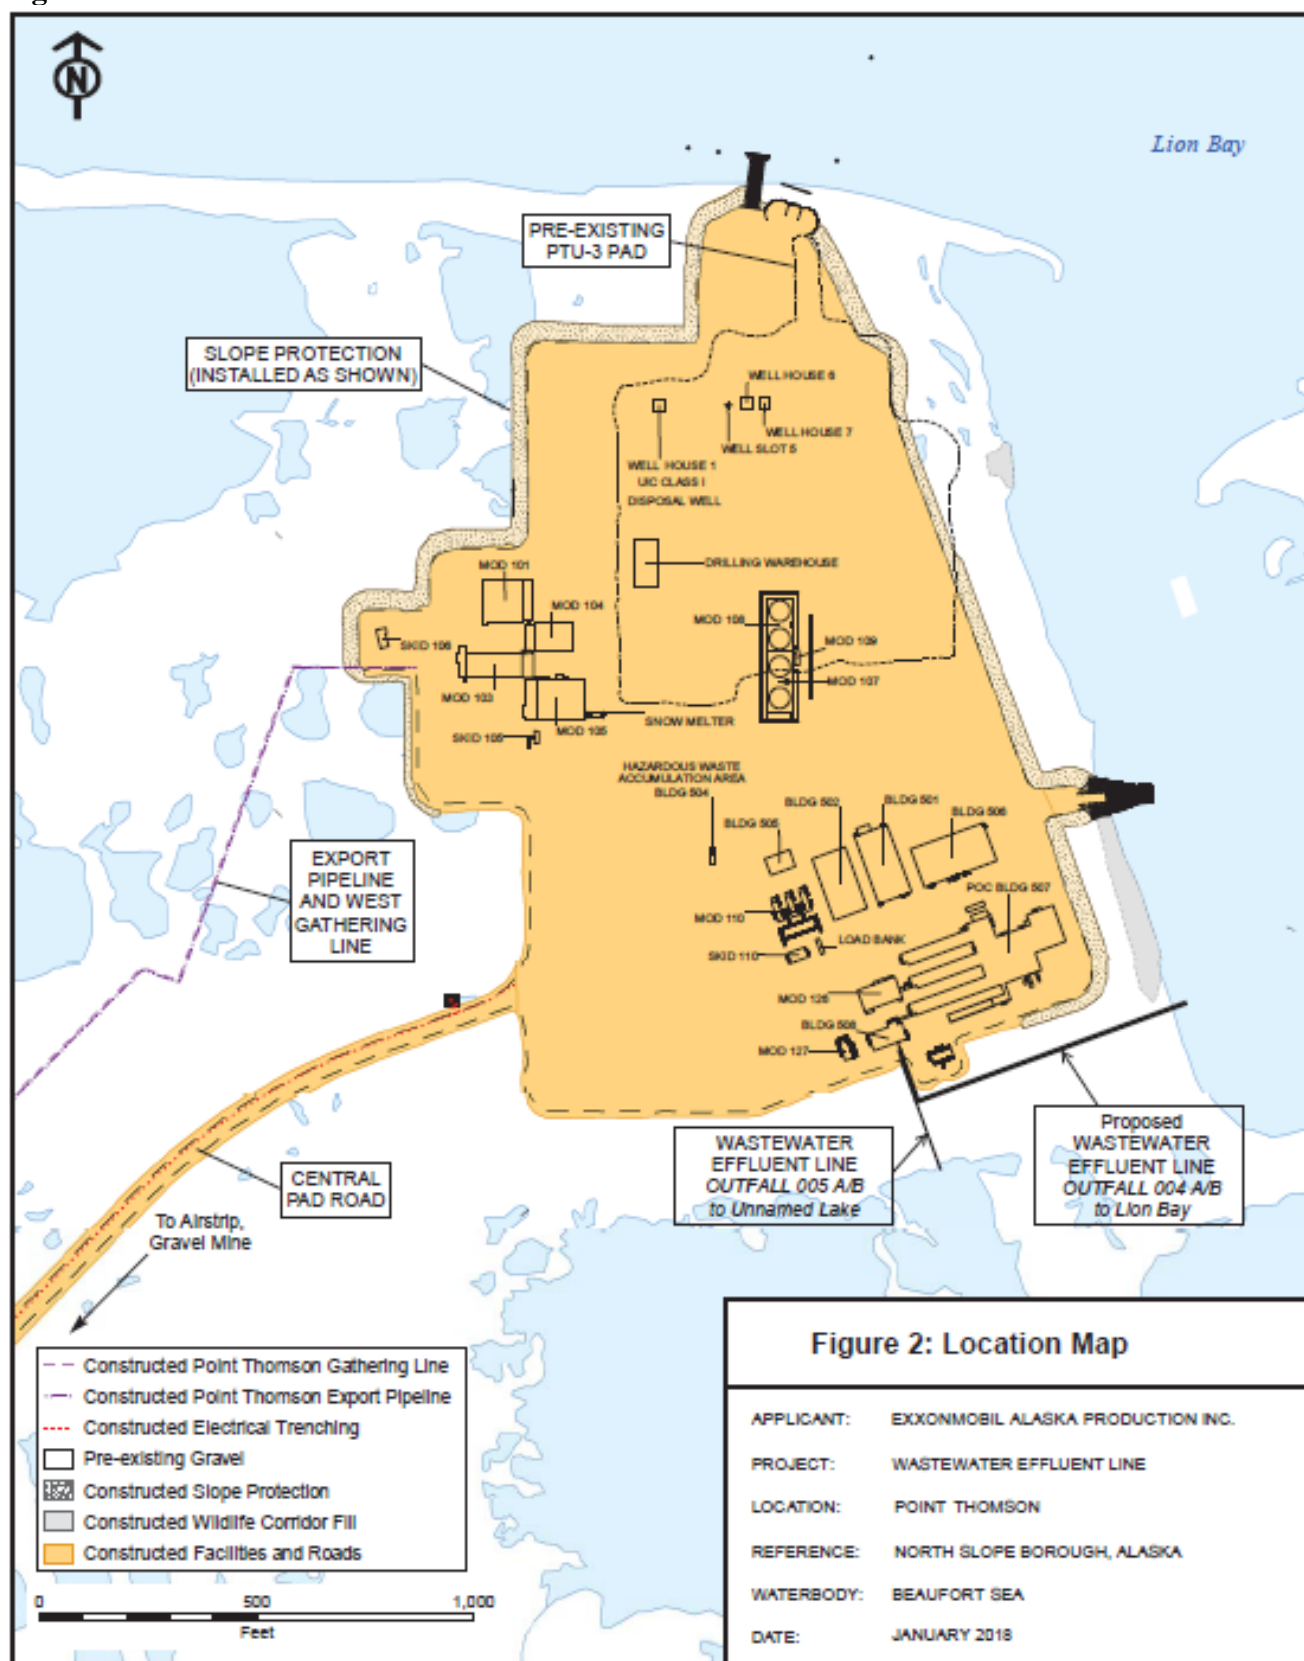 N
Lion Bay
PRE-EXISTING
PTU-3 PAD
SLOPE PROTECTION
(INSTALLED AS SHOWN)
WELL HOUSE 6
WELL HOUSE 7
WELL SLOT 5
WELL HOUSE 1
UIC CLASS I
DISPOSAL WELL
DRILLING WAREHOUSE
MOD 101
MOD 104
MOD 108
MOD 109
SKID 106
MOD 103
MOD 107
SNOW MELTER
MOD 105
SKID 105
HAZARDOUS WASTE
ACCUMULATION AREA
BLDG 504
BLDG 502
BLDG 501
BLDG 506
BLDG 505
EXPORT
PIPELINE
AND WEST
GATHERING
LINE
POC BLDG 507
MOD 110
LOAD BANK
SKID 110
MOD 126
BLDG 508
MOD 127
WASTEWATER
EFFLUENT LINE
OUTFALL 005 A/B
to Unnamed Lake
Proposed
WASTEWATER
EFFLUENT LINE
OUTFALL 004 A/B
to Lion Bay
CENTRAL
PAD ROAD
To Airstrip,
Gravel Mine
Constructed Point Thomson Gathering Line
Constructed Point Thomson Export Pipeline
Constructed Electrical Trenching
Pre-existing Gravel
Constructed Slope Protection
Constructed Wildlife Corridor Fill
Constructed Facilities and Roads
0 500 1,000
Feet
Figure 2: Location Map
APPLICANT: EXXONMOBIL ALASKA PRODUCTION INC.
PROJECT: WASTEWATER EFFLUENT LINE
LOCATION: POINT THOMSON
REFERENCE: NORTH SLOPE BOROUGH, ALASKA
WATERBODY: BEAUFORT SEA
DATE: JANUARY 2018